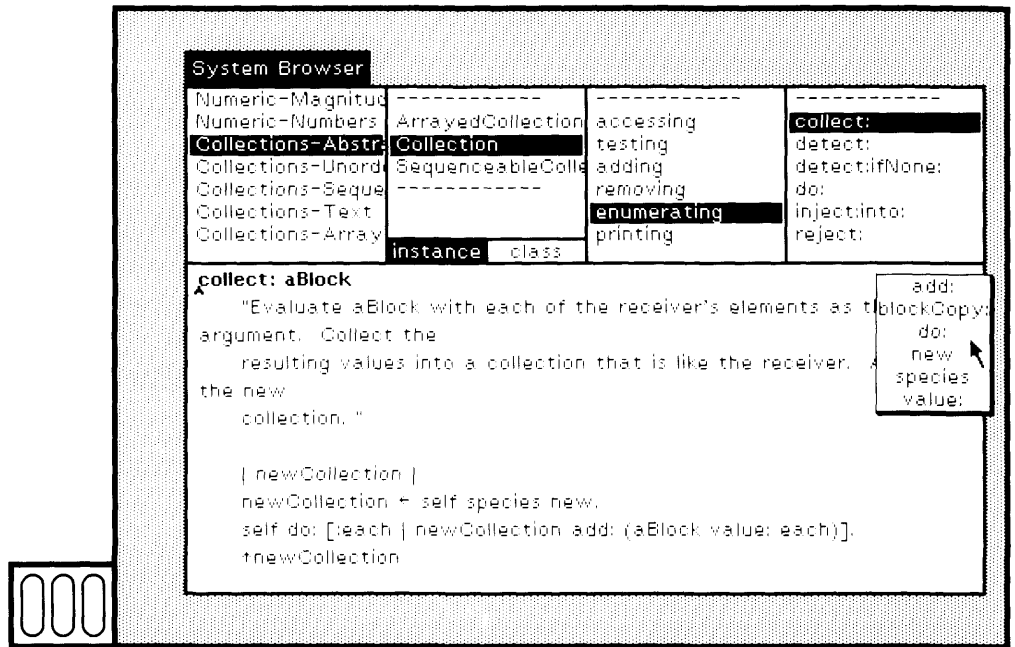 System Browser
Numeric-Magnitud
Numeric-Numbers
Collections-Abstra
Collections-Unorde
Collections-Seque
Collections-Text
Collections-Array
------------
ArrayedCollection
Collection
SequenceableColle
------------
instance class
------------
accessing
testing
adding
removing
enumerating
printing
------------
collect:
detect:
detect:ifNone:
do:
inject:into:
reject:
collect: aBlock
"Evaluate aBlock with each of the receiver's elements as t
argument. Collect the
resulting values into a collection that is like the receiver. A
the new
collection. "
| newCollection |
newCollection ← self species new.
self do: [:each | newCollection add: (aBlock value: each)].
↑newCollection
add:
blockCopy:
do:
new
species
value: